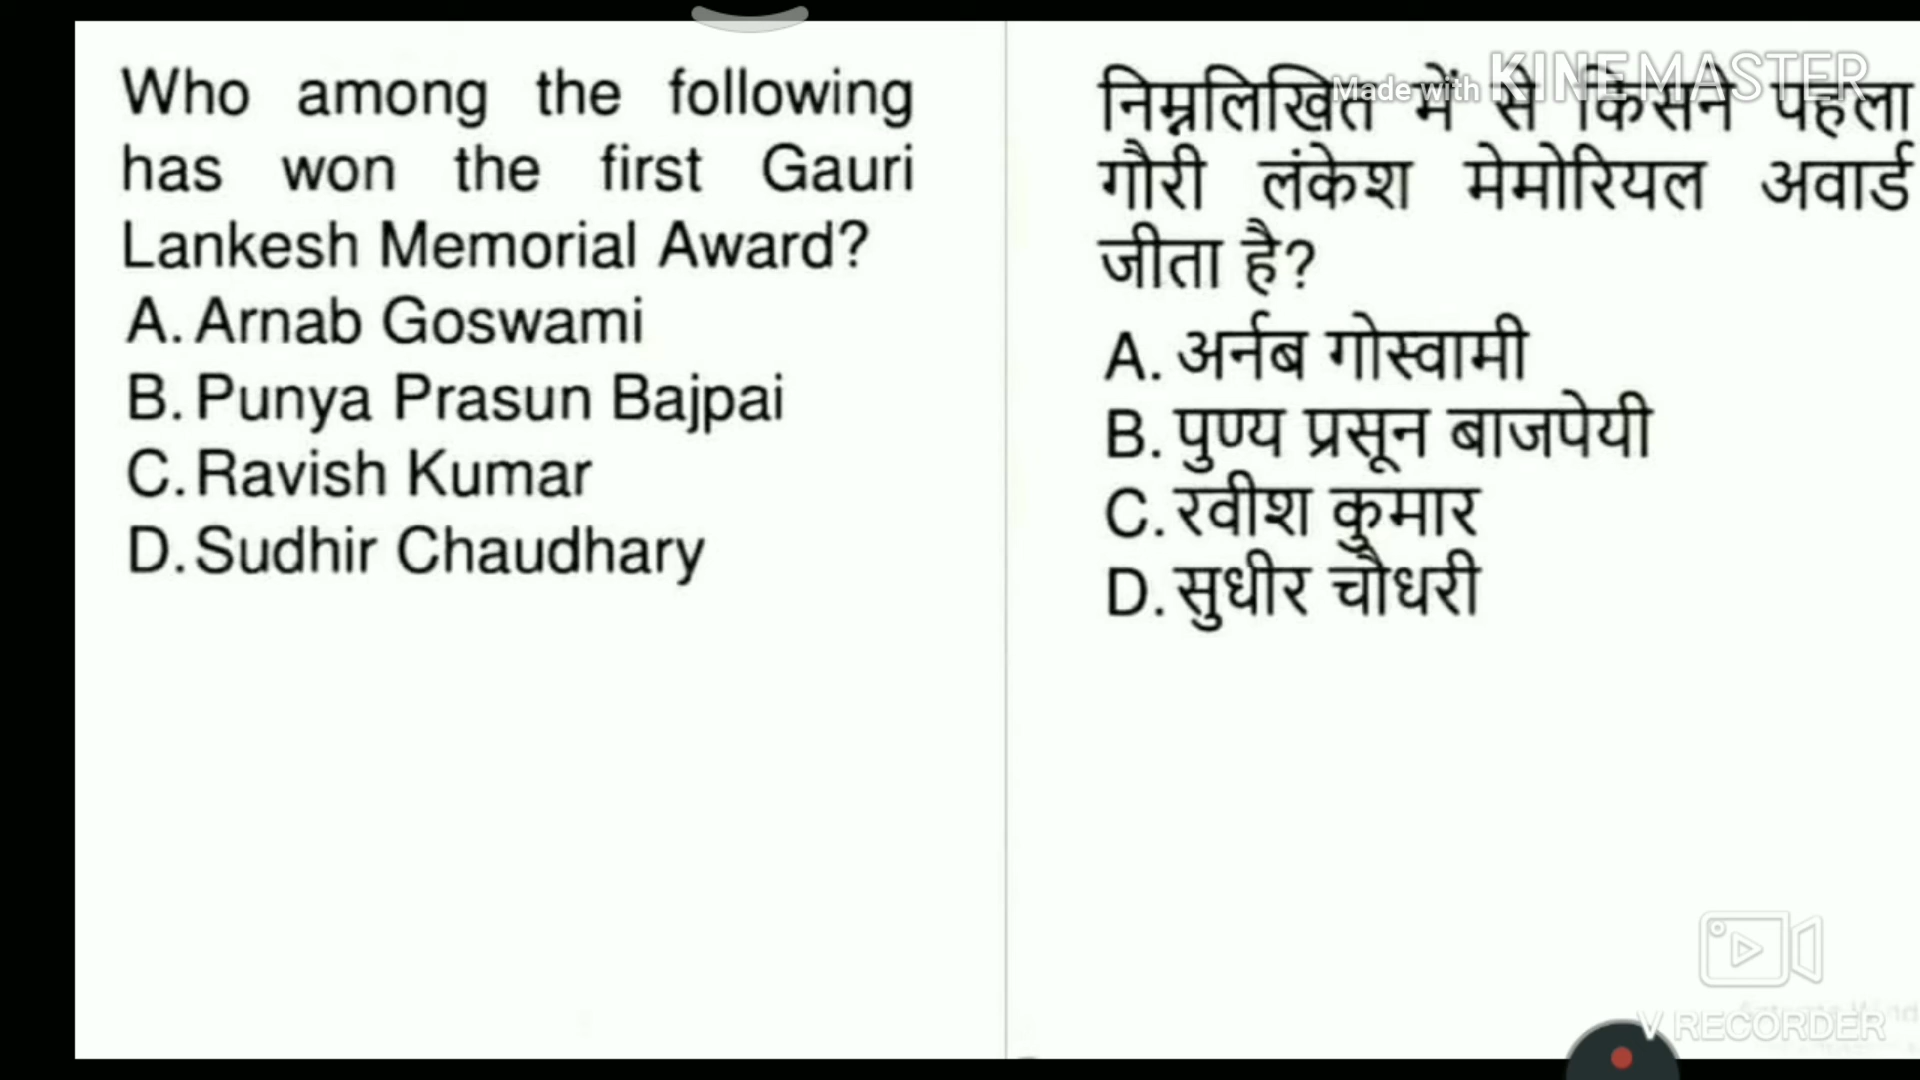 Who among the following
has won the first Gauri
Lankesh Memorial Award?
A. Arnab Goswami
B. Punya Prasun Bajpai
C. Ravish Kumar
D. Sudhir Chaudhary
Made with KINEMASTER
निम्नलिखित में से किसने पहला
गौरी लंकेश मेमोरियल अवार्ड
जीता है?
A. अर्नब गोस्वामी
B. पुण्य प्रसून बाजपेयी
C. रवीश कुमार
D. सुधीर चौधरी
V RECORDER